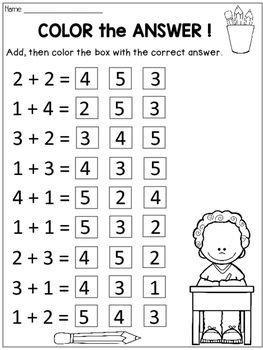 Name:
COLOR the ANSWER !
Add, then color the box with the correct answer.
2 + 2 = 4 5 3
1 + 4 = 2 5 3
3 + 2 = 3 4 5
1 + 3 = 4 3 5
4 + 1 = 5 2 4
1 + 1 = 5 3 2
2 + 3 = 4 5 2
3 + 1 = 4 3 1
1 + 2 = 5 4 3